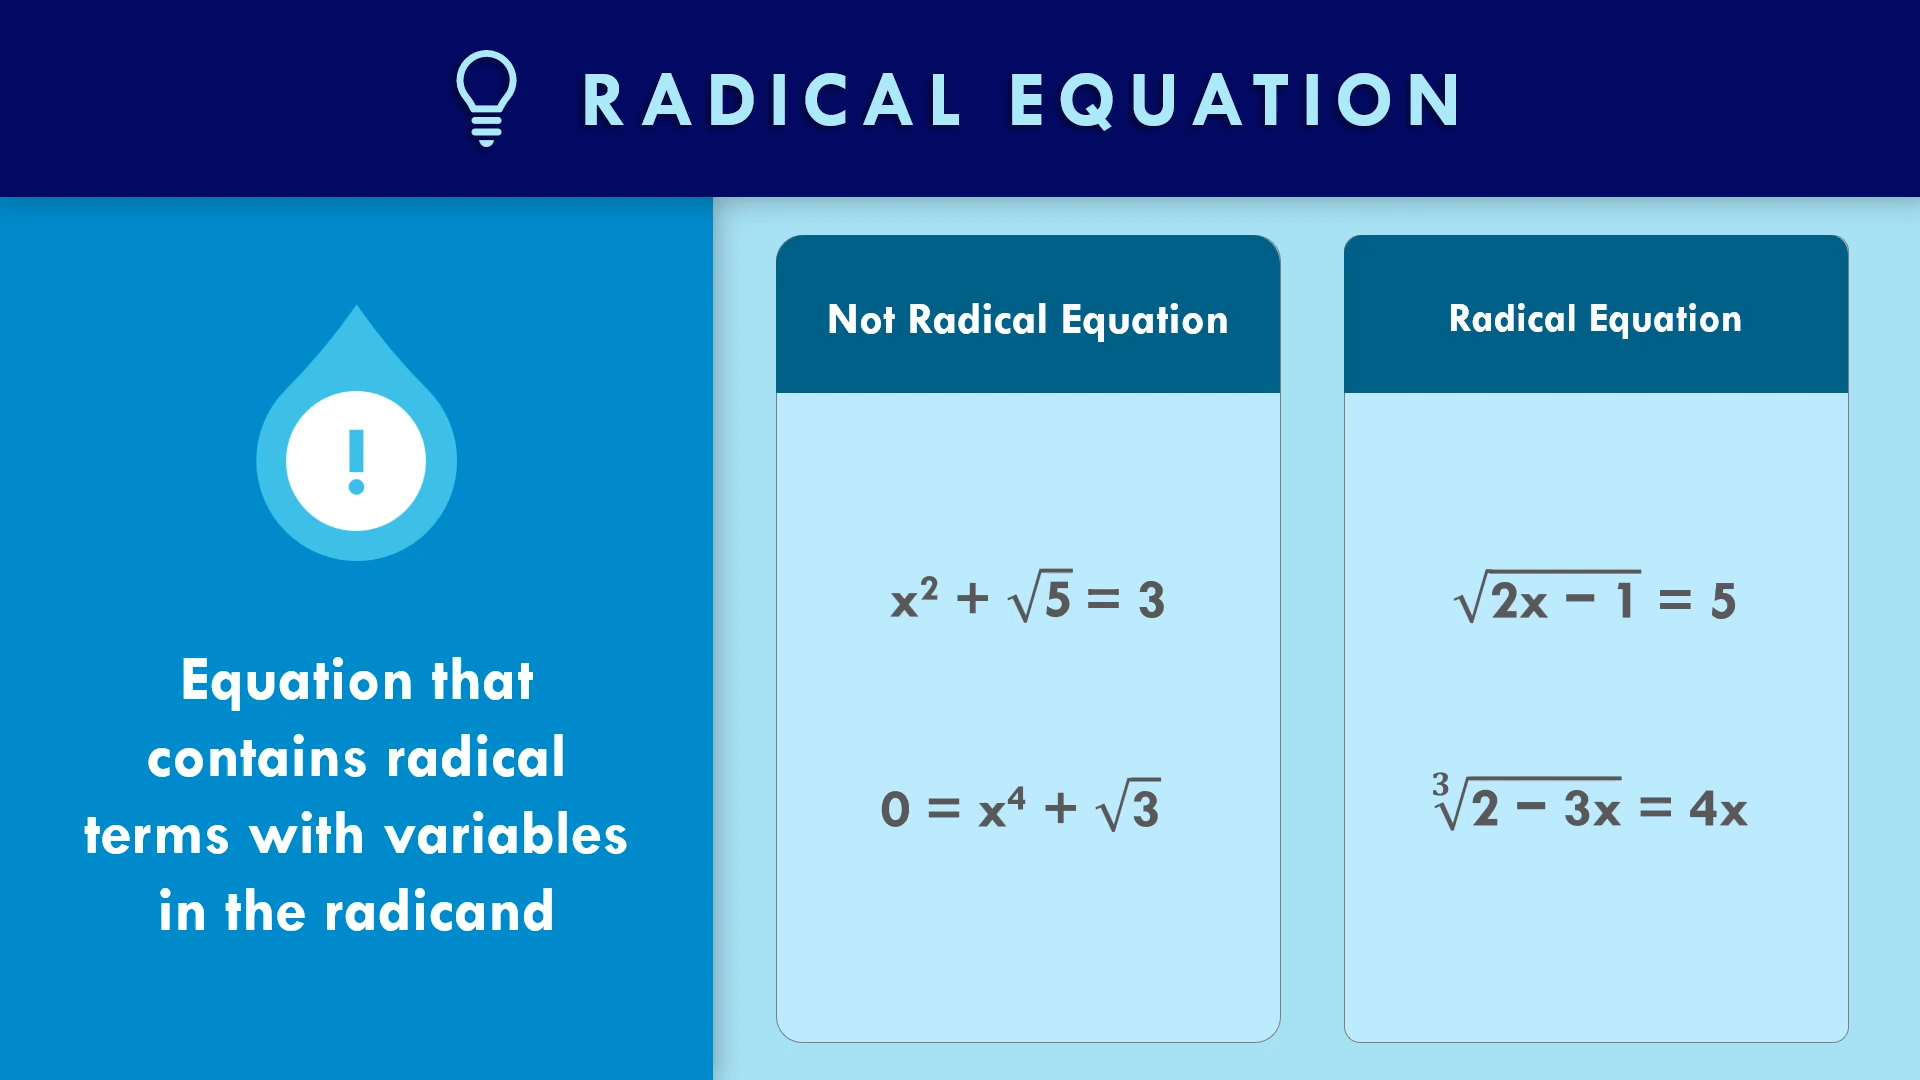 RADICAL EQUATION
!
Equation that
contains radical
terms with variables
in the radicand
Not Radical Equation
x² + √5 = 3
0 = x⁴ + √3
Radical Equation
√(2x − 1) = 5
∛(2 − 3x) = 4x